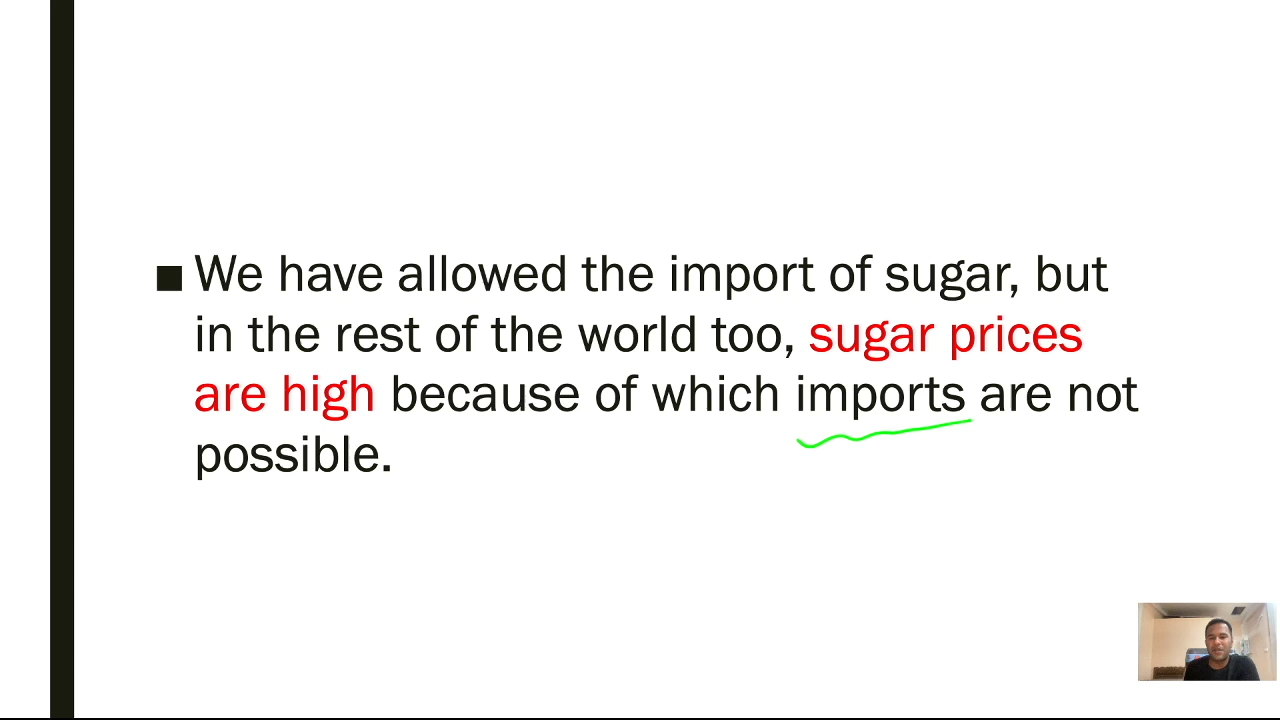 We have allowed the import of sugar, but
in the rest of the world too, sugar prices
are high because of which imports are not
possible.